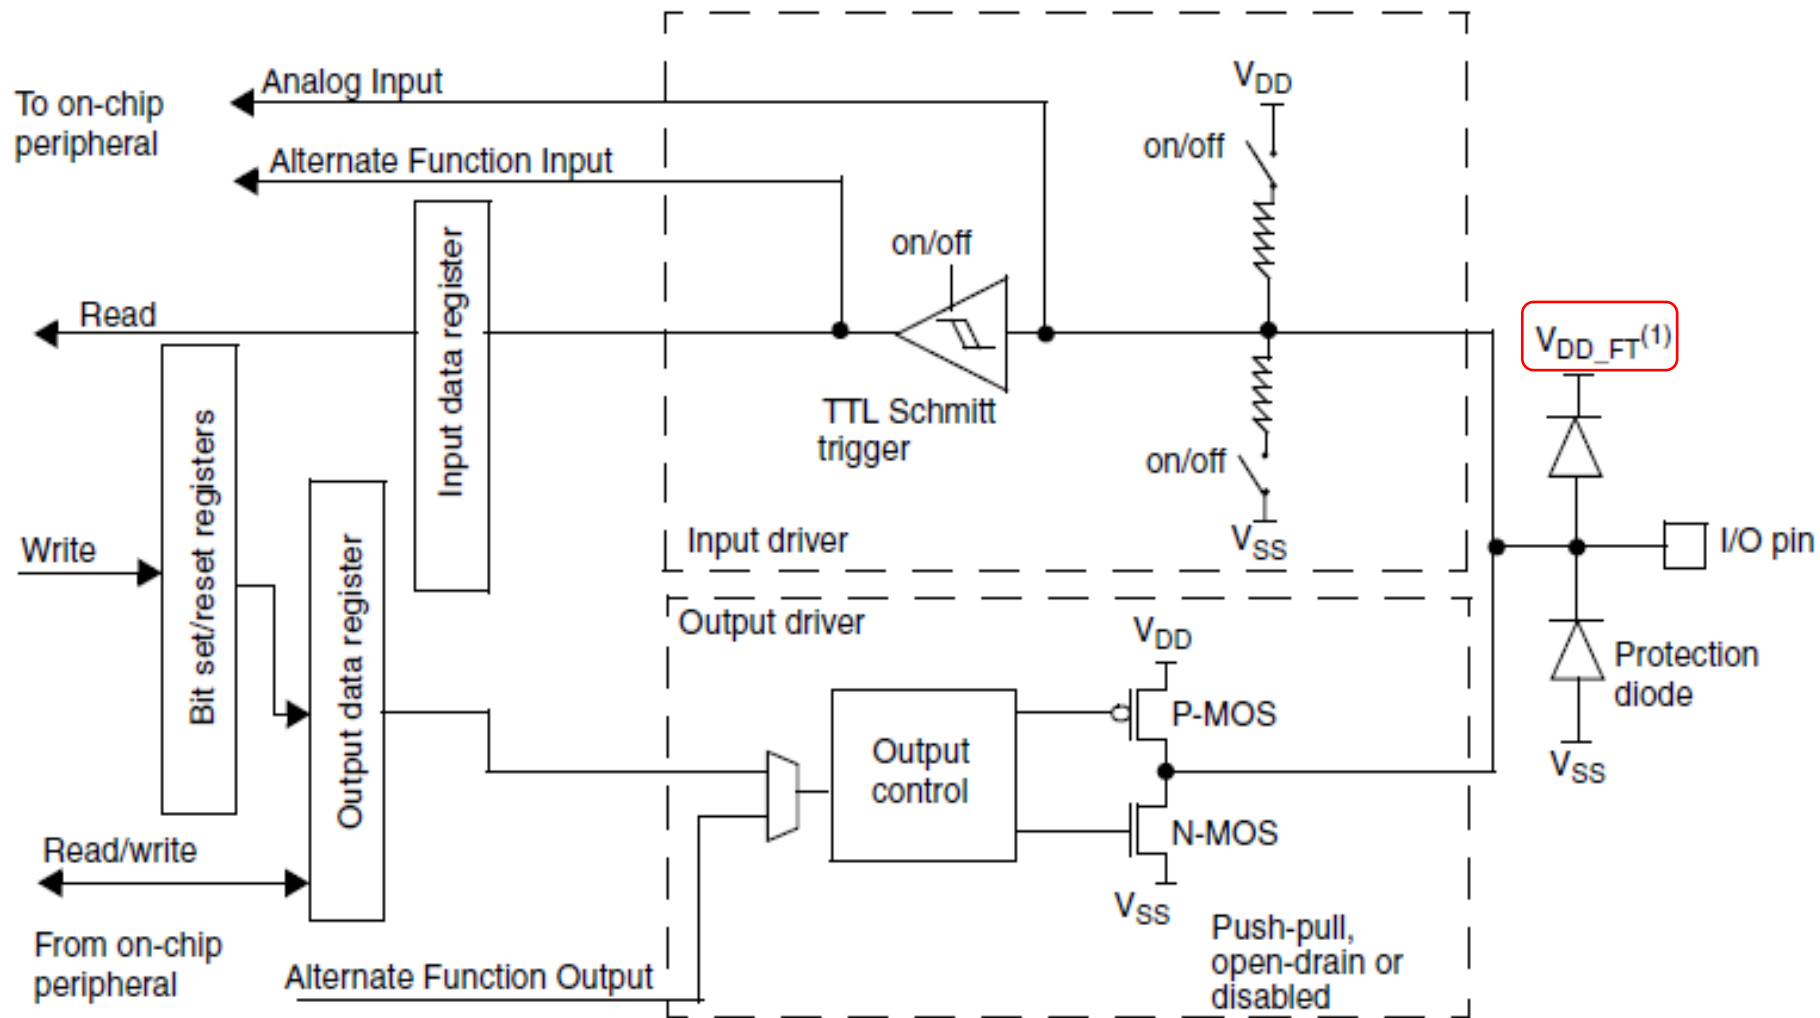 To on-chip
peripheral
Analog Input
Alternate Function Input
Read
Input data register
on/off
TTL Schmitt
trigger
VDD
on/off
on/off
VSS
Input driver
VDD_FT(1)
I/O pin
Protection
diode
VSS
Write
Bit set/reset registers
Output data register
Read/write
From on-chip
peripheral
Alternate Function Output
Output driver
Output
control
VDD
P-MOS
N-MOS
VSS
Push-pull,
open-drain or
disabled